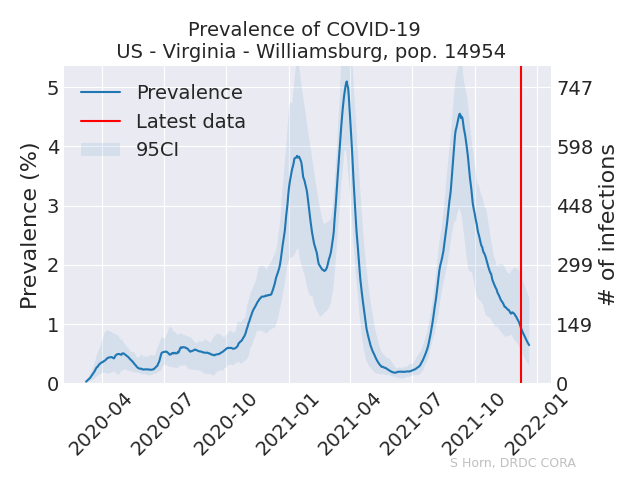 Prevalence of COVID-19
US - Virginia - Williamsburg, pop. 14954
Prevalence
Latest data
95CI
Prevalence (%)
5
4
3
2
1
0
747
598
448
299
149
0
# of infections
2020-04
2020-07
2020-10
2021-01
2021-04
2021-07
2021-10
2022-01
S Horn, DRDC CORA